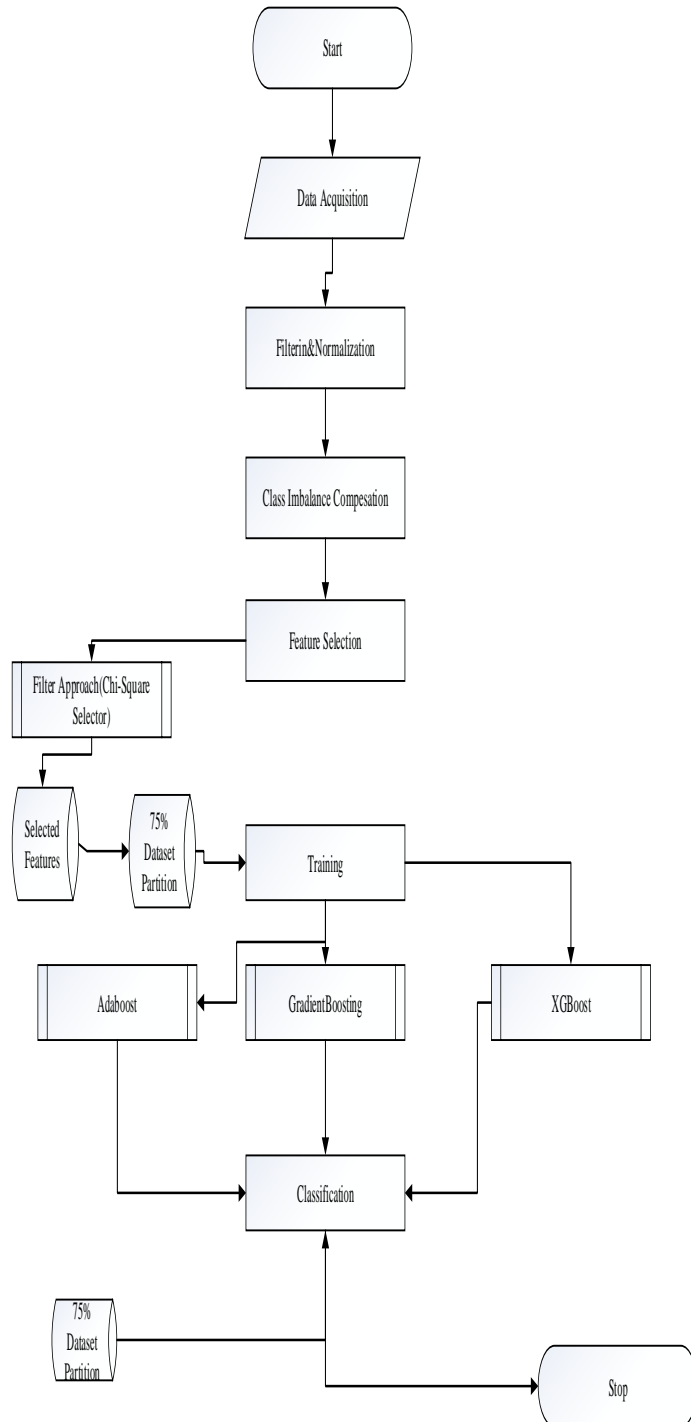 Start
Data Acquisition
Filterin&Normalization
Class Imbalance Compesation
Feature Selection
Filter Approach(Chi-Square
Selector)
Selected
Features
75%
Dataset
Partition
Training
Adaboost
GradientBoosting
XGBoost
Classification
75%
Dataset
Partition
Stop